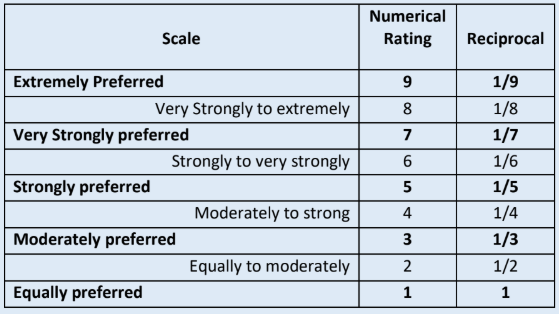 Scale Numerical Rating Reciprocal
Extremely Preferred 9 1/9
Very Strongly to extremely 8 1/8
Very Strongly preferred 7 1/7
Strongly to very strongly 6 1/6
Strongly preferred 5 1/5
Moderately to strong 4 1/4
Moderately preferred 3 1/3
Equally to moderately 2 1/2
Equally preferred 1 1